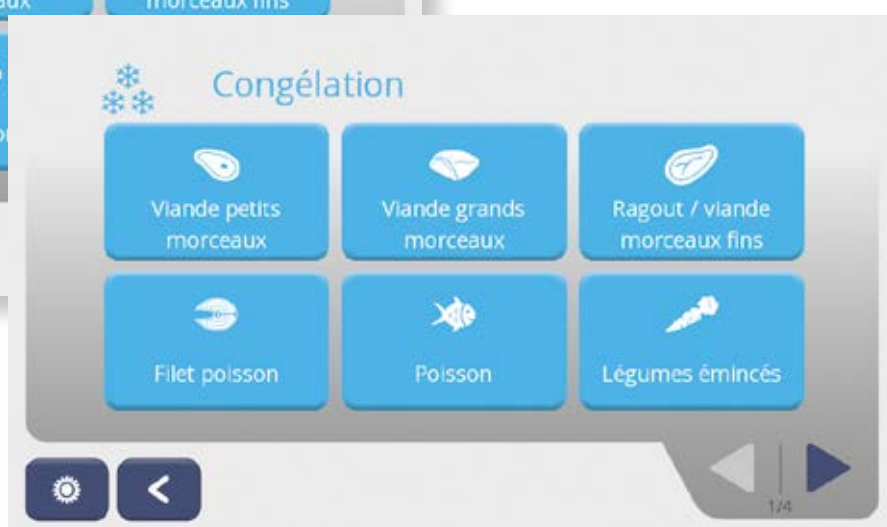 morceaux fins
Congélation
Viande petits
morceaux
Viande grands
morceaux
Ragout / viande
morceaux fins
Filet poisson
Poisson
Légumes émincés
1/4